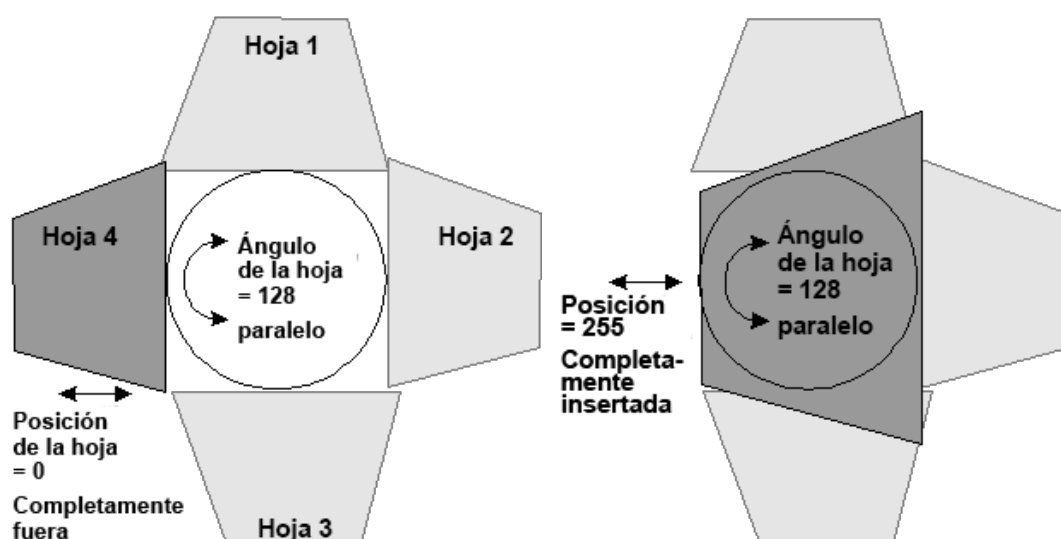 Hoja 1
Hoja 4
Ángulo
de la hoja
= 128
paralelo
Hoja 2
Posición
de la hoja
= 0
Completamente
fuera
Hoja 3
Ángulo
de la hoja
= 128
paralelo
Posición
= 255
Completa-
mente
insertada